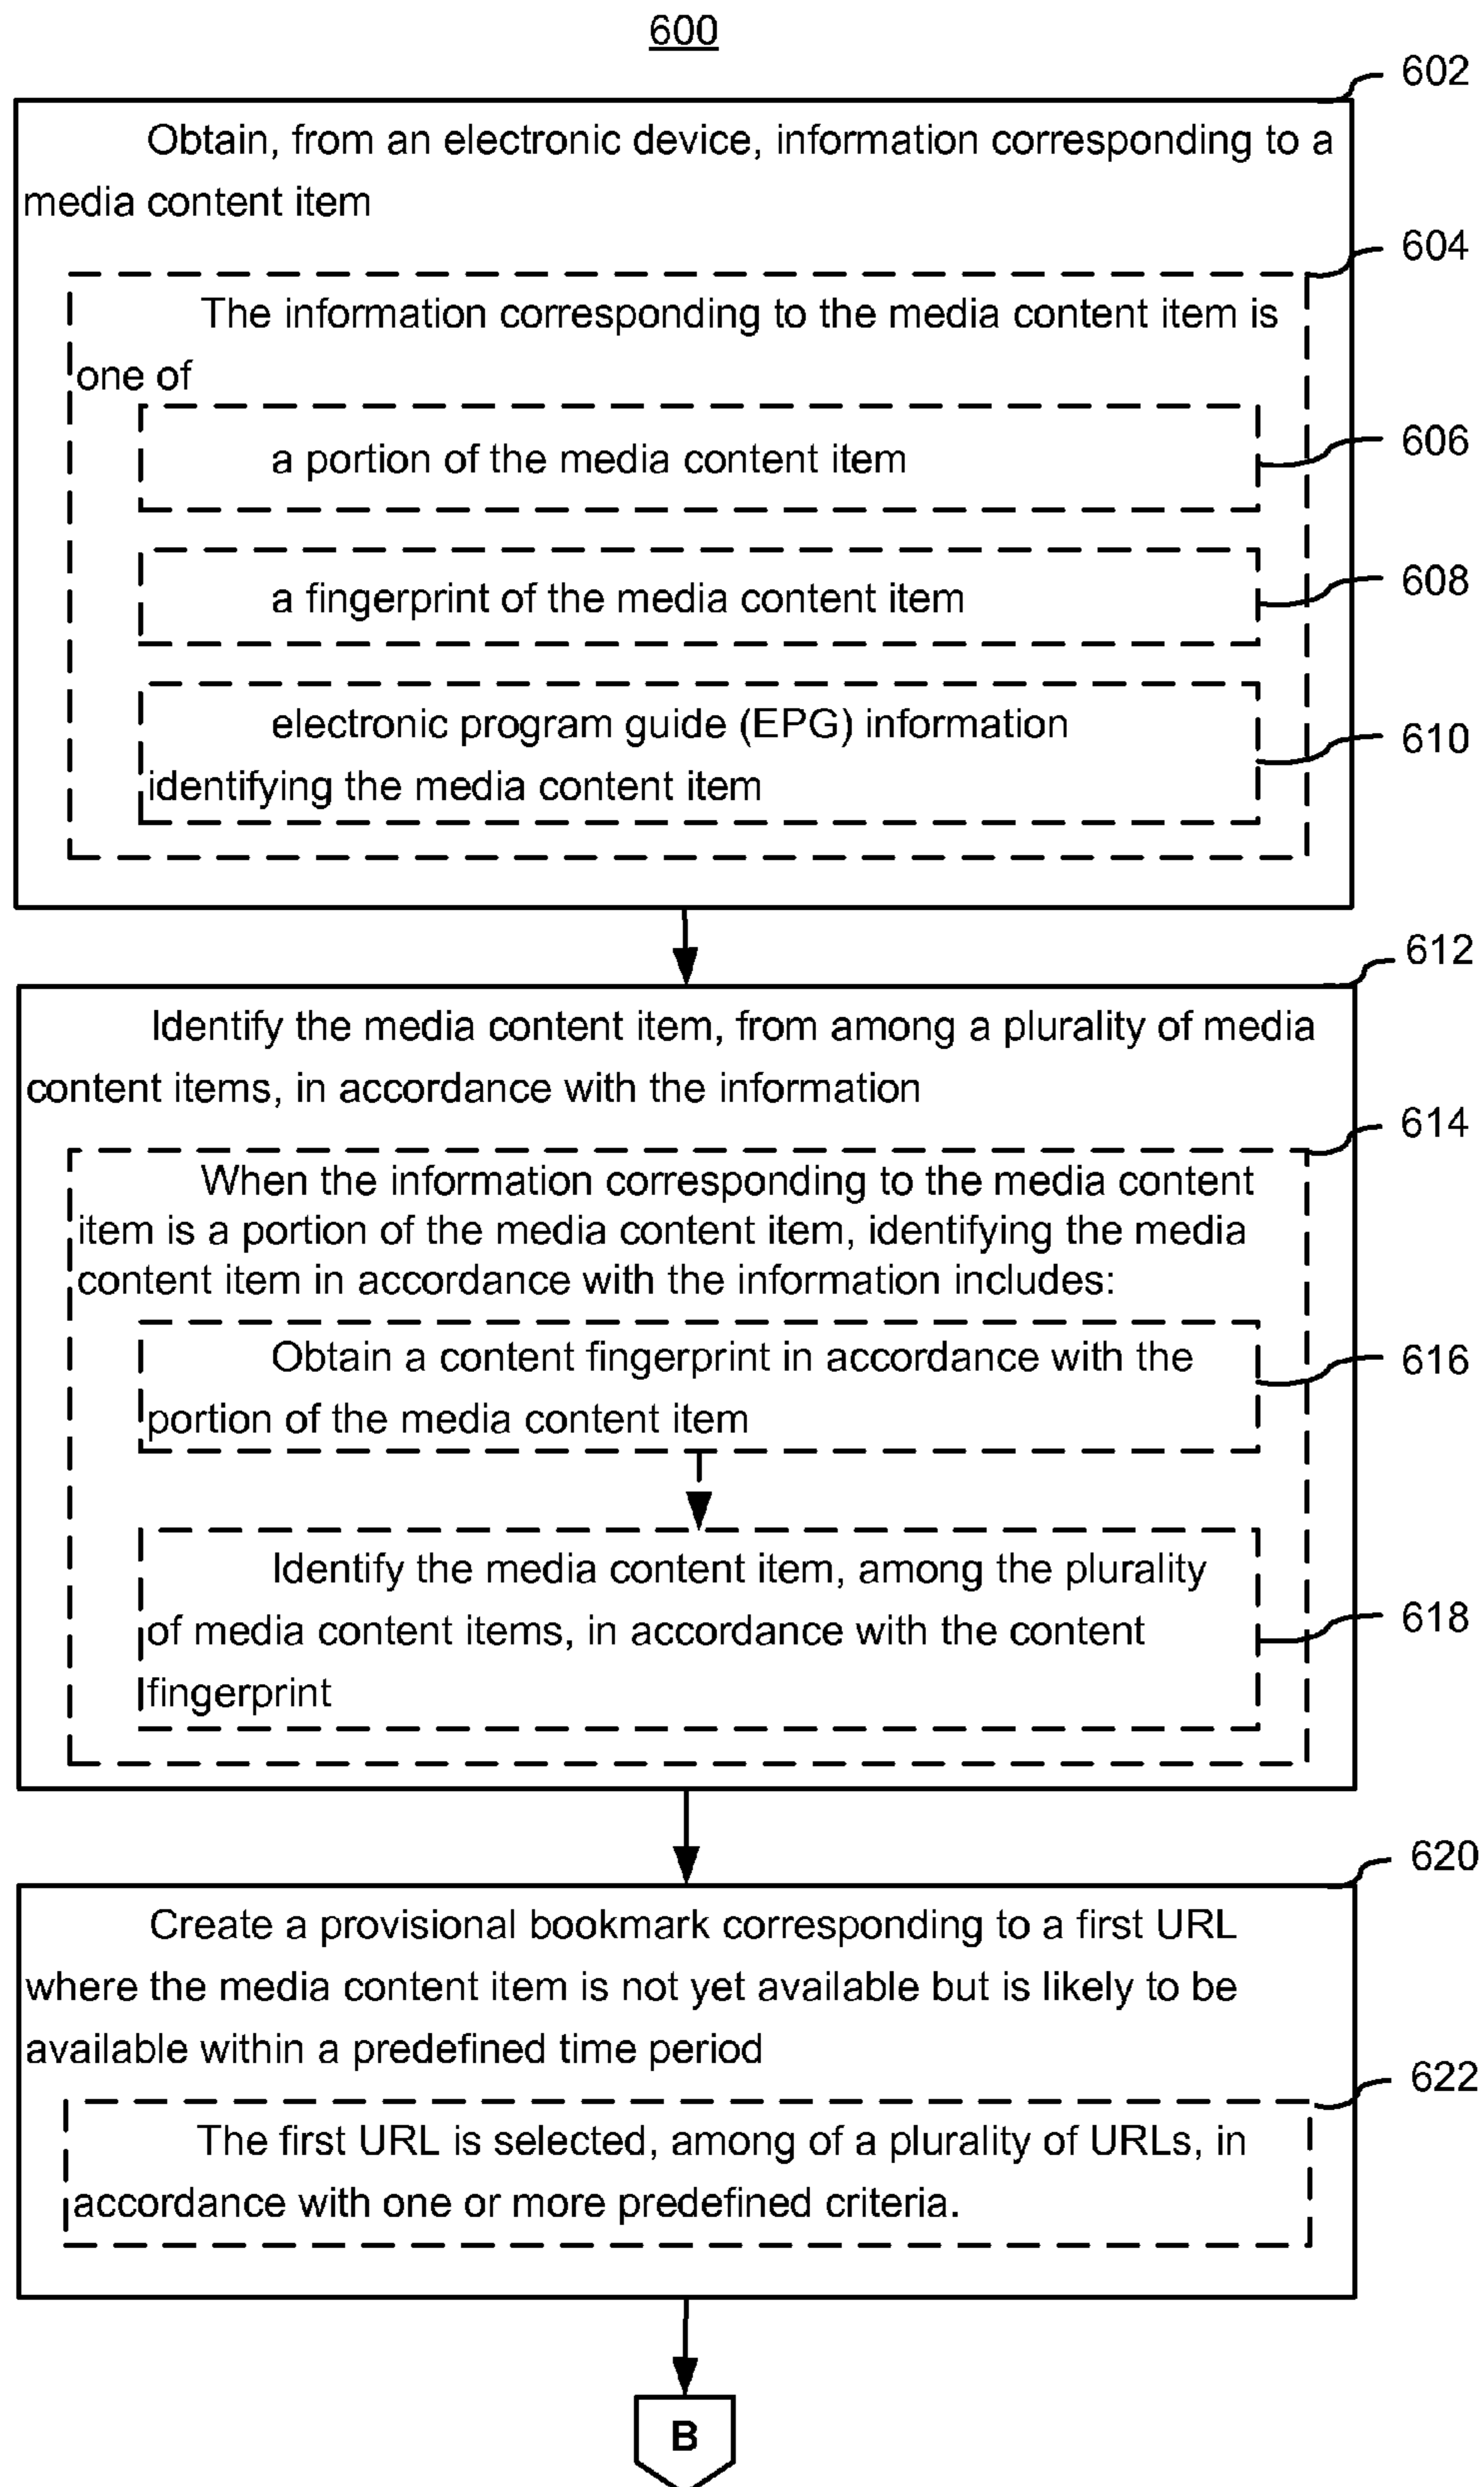 600
602
Obtain, from an electronic device, information corresponding to a
media content item
604
The information corresponding to the media content item is
one of
a portion of the media content item
606
a fingerprint of the media content item
608
electronic program guide (EPG) information
identifying the media content item
610
612
Identify the media content item, from among a plurality of media
content items, in accordance with the information
614
When the information corresponding to the media content
item is a portion of the media content item, identifying the media
content item in accordance with the information includes:
Obtain a content fingerprint in accordance with the
portion of the media content item
616
Identify the media content item, among the plurality
of media content items, in accordance with the content
fingerprint
618
620
Create a provisional bookmark corresponding to a first URL
where the media content item is not yet available but is likely to be
available within a predefined time period
622
The first URL is selected, among of a plurality of URLs, in
accordance with one or more predefined criteria.
B